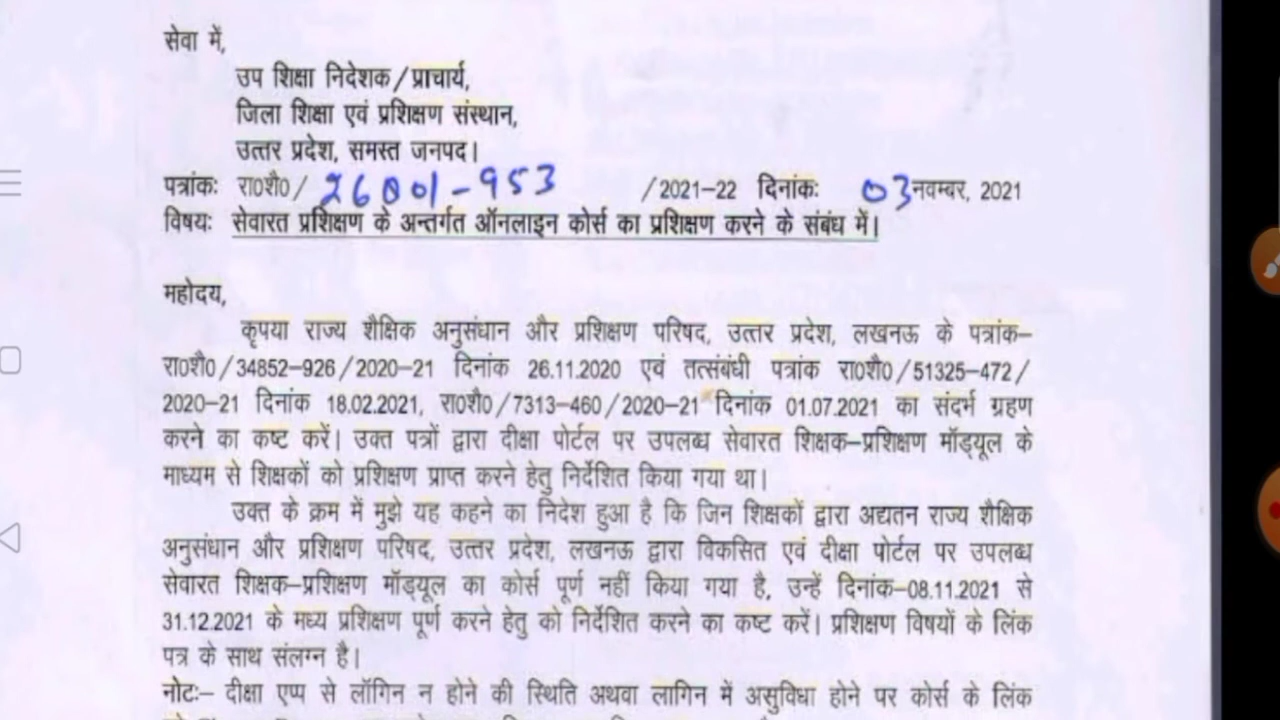 सेवा में,
उप शिक्षा निदेशक/प्राचार्य,
जिला शिक्षा एवं प्रशिक्षण संस्थान,
उत्तर प्रदेश, समस्त जनपद।
पत्रांकः रा0शै0/ 26001-953 /2021-22 दिनांकः 03 नवम्बर, 2021
विषयः सेवारत प्रशिक्षण के अन्तर्गत ऑनलाइन कोर्स का प्रशिक्षण करने के संबंध में।
महोदय,
कृपया राज्य शैक्षिक अनुसंधान और प्रशिक्षण परिषद, उत्तर प्रदेश, लखनऊ के पत्रांक–
रा0शै0/34852-926/2020-21 दिनांक 26.11.2020 एवं तत्संबंधी पत्रांक रा0शै0/51325-472/
2020-21 दिनांक 18.02.2021, रा0शै0/7313-460/2020-21 दिनांक 01.07.2021 का संदर्भ ग्रहण
करने का कष्ट करें। उक्त पत्रों द्वारा दीक्षा पोर्टल पर उपलब्ध सेवारत शिक्षक-प्रशिक्षण मॉड्यूल के
माध्यम से शिक्षकों को प्रशिक्षण प्राप्त करने हेतु निर्देशित किया गया था।
उक्त के क्रम में मुझे यह कहने का निदेश हुआ है कि जिन शिक्षकों द्वारा अद्यतन राज्य शैक्षिक
अनुसंधान और प्रशिक्षण परिषद, उत्तर प्रदेश, लखनऊ द्वारा विकसित एवं दीक्षा पोर्टल पर उपलब्ध
सेवारत शिक्षक-प्रशिक्षण मॉड्यूल का कोर्स पूर्ण नहीं किया गया है, उन्हें दिनांक-08.11.2021 से
31.12.2021 के मध्य प्रशिक्षण पूर्ण करने हेतु को निर्देशित करने का कष्ट करें। प्रशिक्षण विषयों के लिंक
पत्र के साथ संलग्न है।
नोटः– दीक्षा एप्प से लॉगिन न होने की स्थिति अथवा लागिन में असुविधा होने पर कोर्स के लिंक